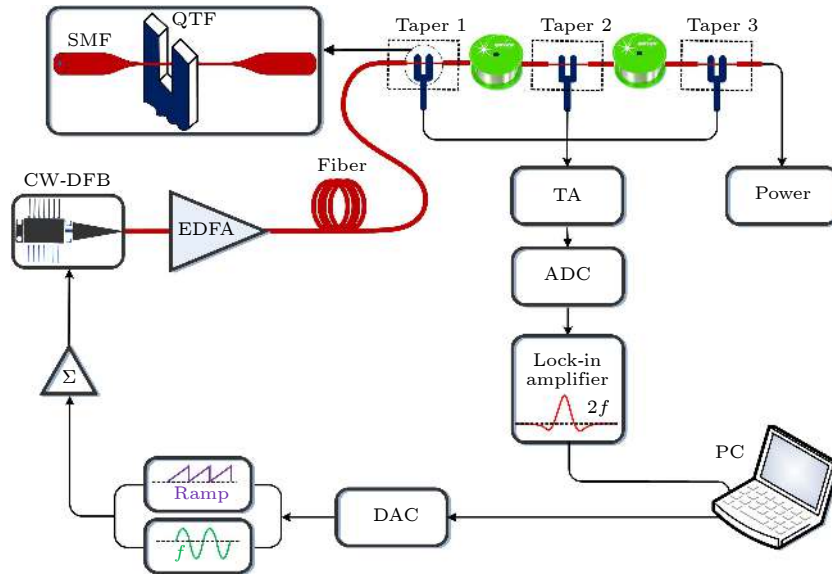 QTF
SMF
Taper 1
Taper 2
Taper 3
Fiber
CW-DFB
EDFA
TA
Power
ADC
Σ
Lock-in
amplifier
2f
PC
Ramp
f
DAC